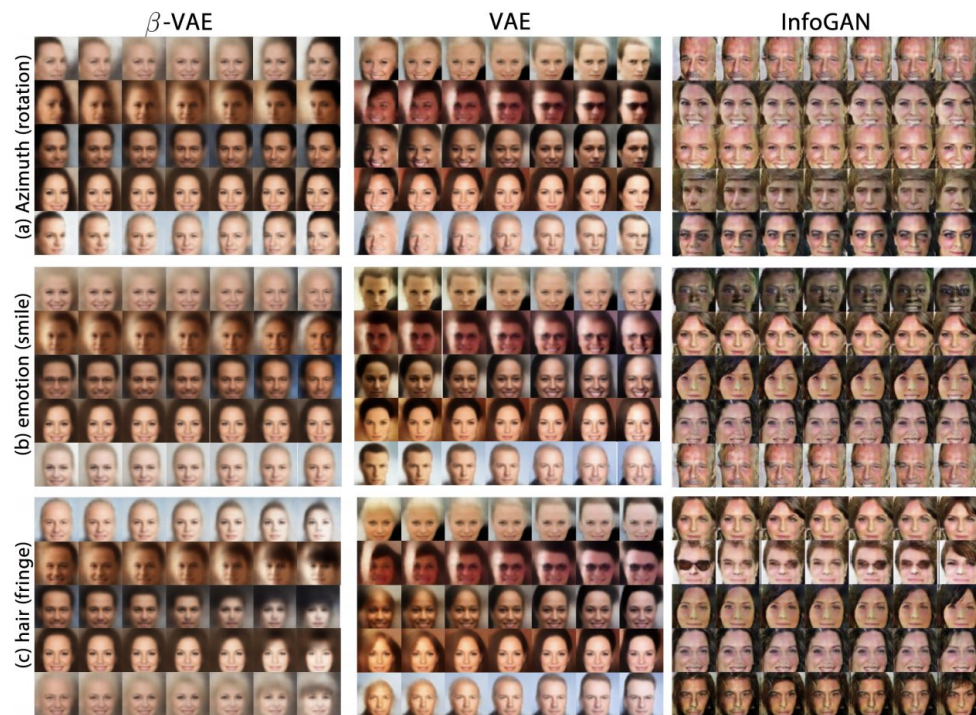 β-VAE
VAE
InfoGAN
(a) Azimuth (rotation)
(b) emotion (smile)
(c) hair (fringe)